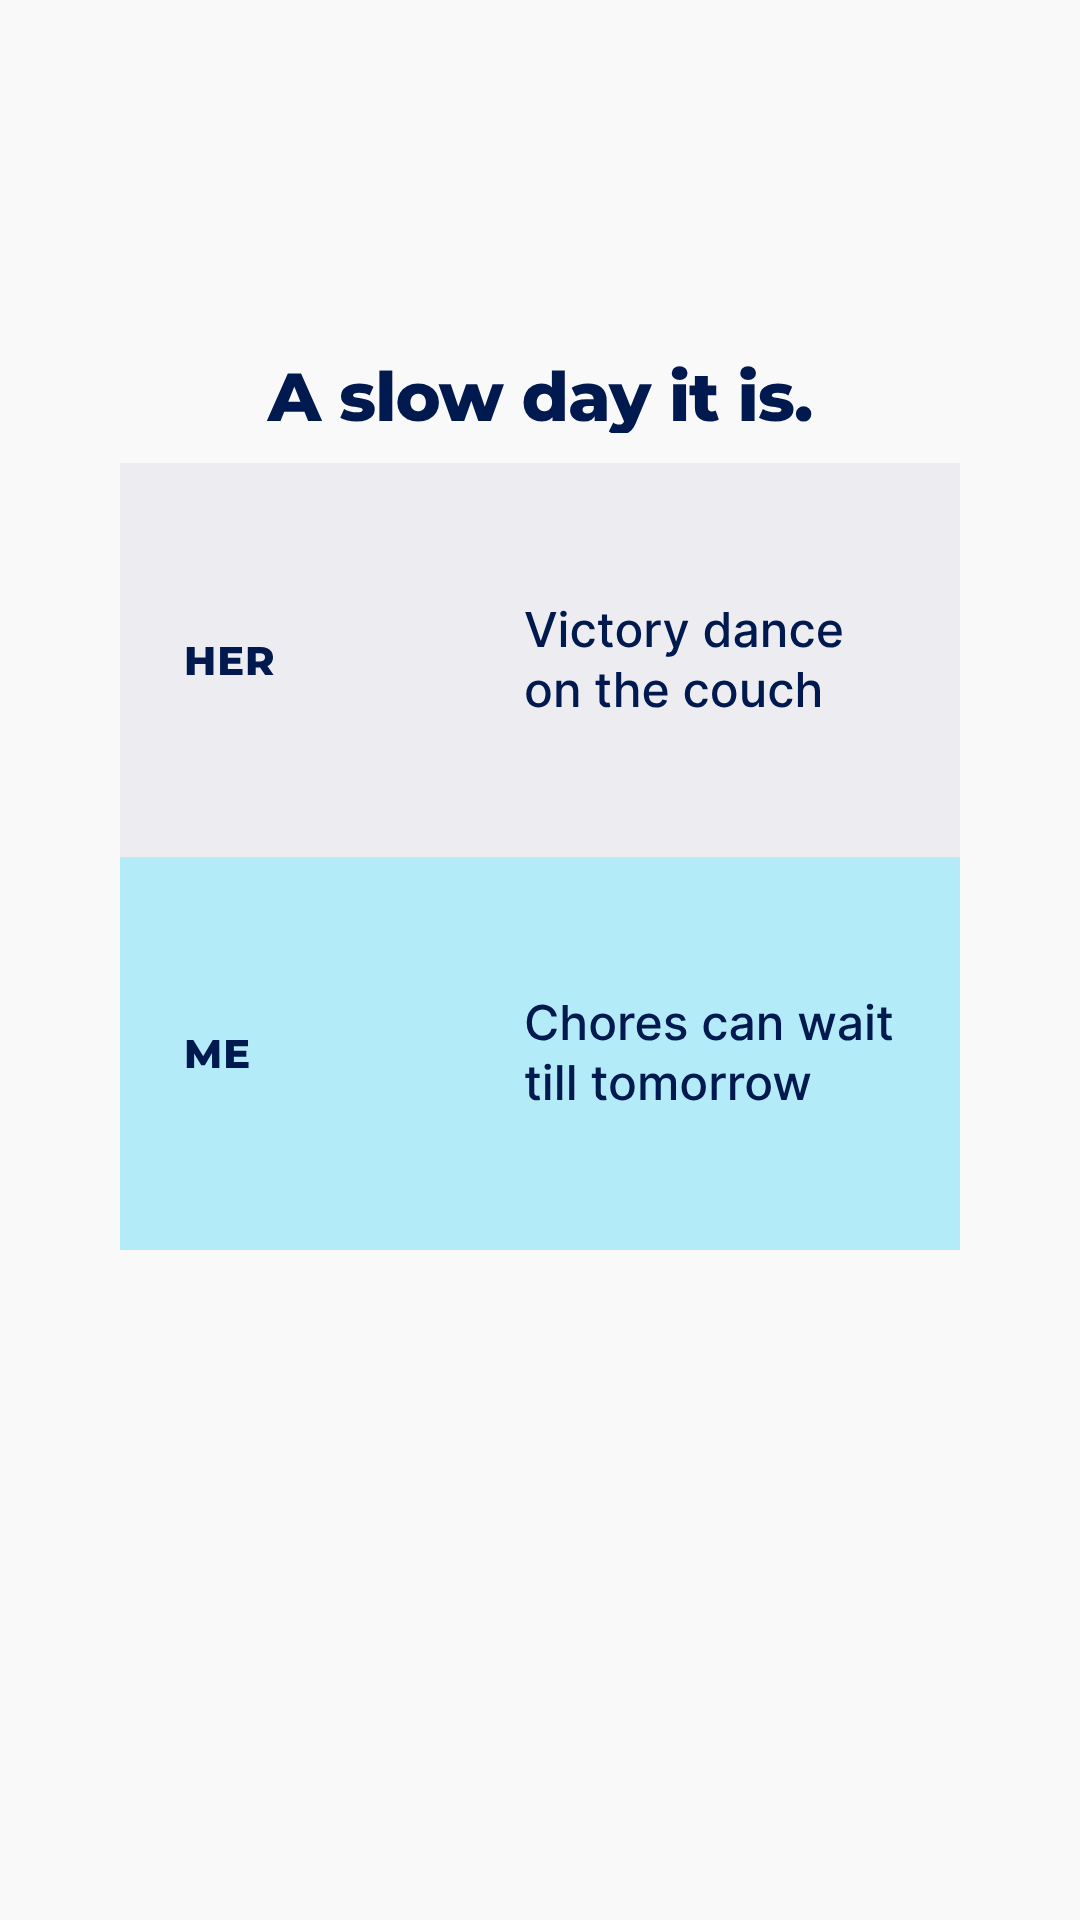 A slow day it is.
HER
Victory dance
on the couch
ME
Chores can wait
till tomorrow